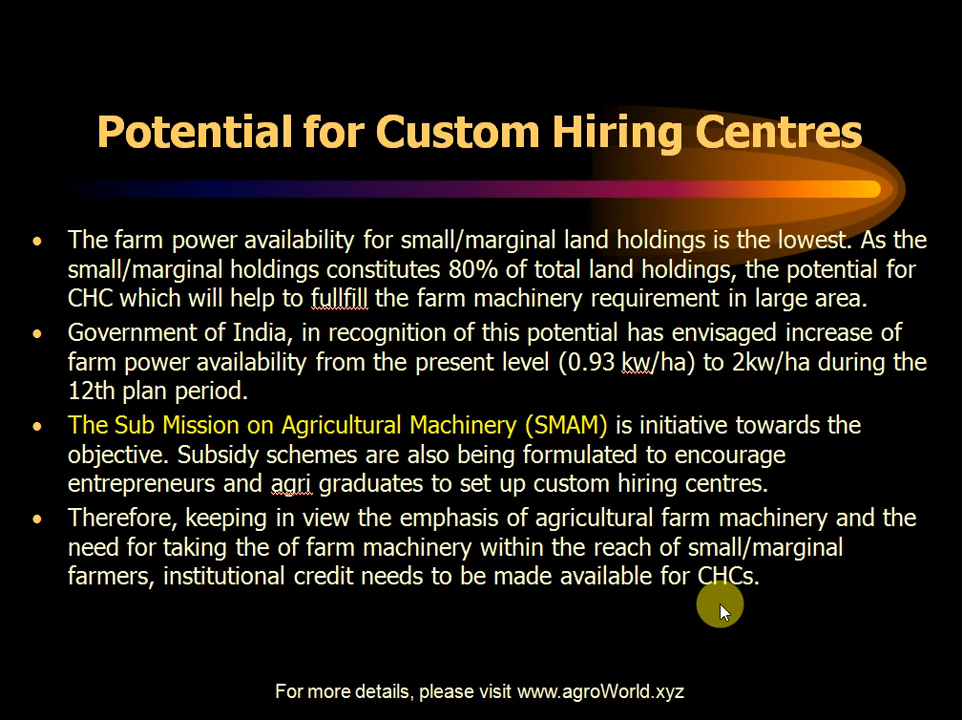 Potential for Custom Hiring Centres
• The farm power availability for small/marginal land holdings is the lowest. As the
small/marginal holdings constitutes 80% of total land holdings, the potential for
CHC which will help to fullfill the farm machinery requirement in large area.
• Government of India, in recognition of this potential has envisaged increase of
farm power availability from the present level (0.93 kw/ha) to 2kw/ha during the
12th plan period.
• The Sub Mission on Agricultural Machinery (SMAM) is initiative towards the
objective. Subsidy schemes are also being formulated to encourage
entrepreneurs and agri graduates to set up custom hiring centres.
• Therefore, keeping in view the emphasis of agricultural farm machinery and the
need for taking the of farm machinery within the reach of small/marginal
farmers, institutional credit needs to be made available for CHCs.
For more details, please visit www.agroWorld.xyz